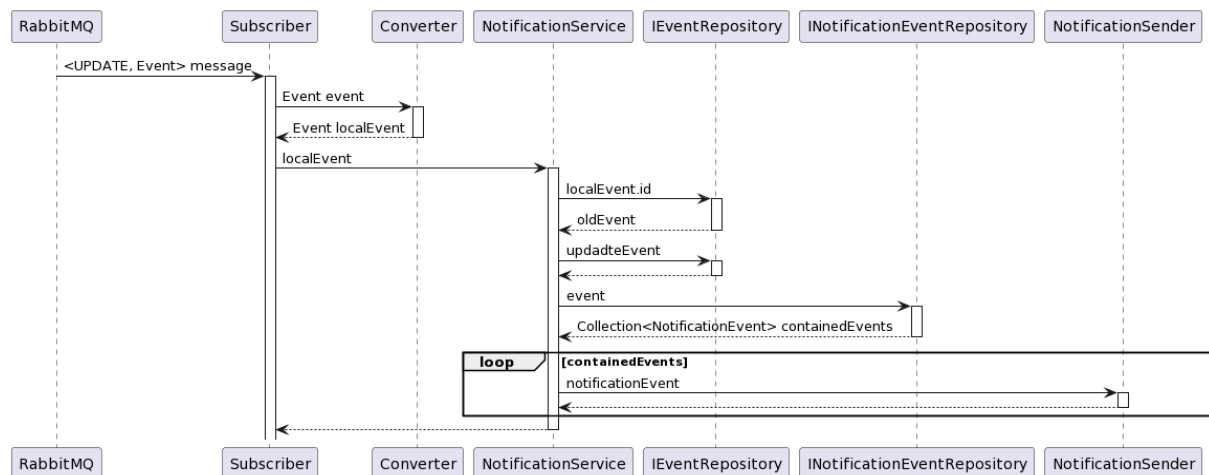 RabbitMQ
Subscriber
Converter
NotificationService
IEventRepository
INotificationEventRepository
NotificationSender
<UPDATE, Event> message
Event event
Event localEvent
localEvent
localEvent.id
oldEvent
updadteEvent
event
Collection<NotificationEvent> containedEvents
loop [containedEvents]
notificationEvent
RabbitMQ
Subscriber
Converter
NotificationService
IEventRepository
INotificationEventRepository
NotificationSender